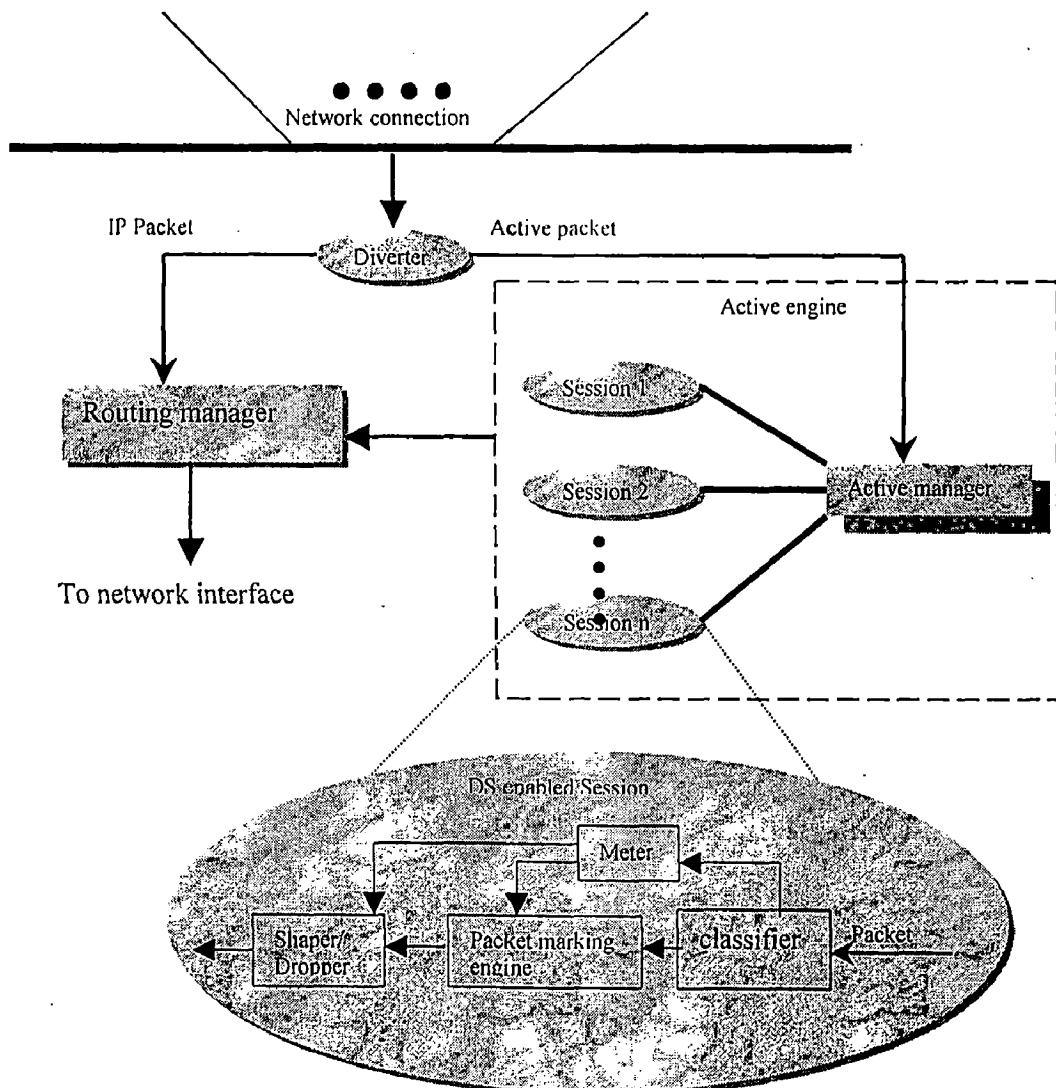 Network connection
IP Packet
Active packet
Diverter
Active engine
Session 1
Routing manager
Session 2
Active manager
To network interface
Session n
DS enabled Session
Meter
Shaper/
Dropper
Packet marking
engine
classifier
Packet